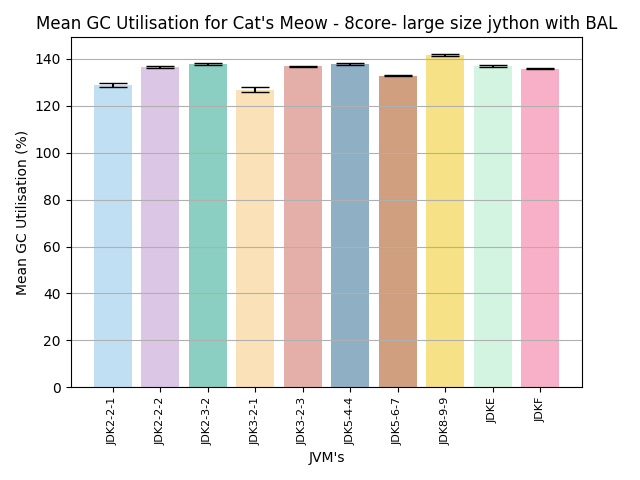 Mean GC Utilisation for Cat's Meow - 8core- large size jython with BAL
Mean GC Utilisation (%)
140
120
100
80
60
40
20
0
JDK2-2-1
JDK2-2-2
JDK2-3-2
JDK3-2-1
JDK3-2-3
JDK5-4-4
JDK5-6-7
JDK8-9-9
JDKE
JDKF
JVM's